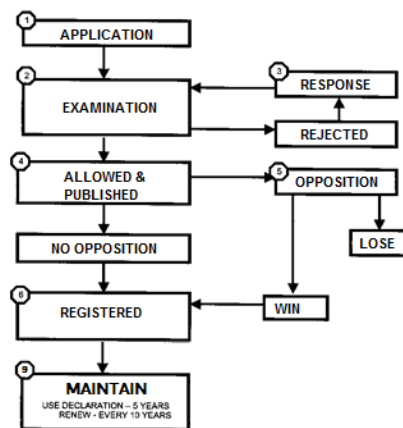 1
APPLICATION
2
EXAMINATION
3
RESPONSE
REJECTED
4
ALLOWED &
PUBLISHED
5
OPPOSITION
NO OPPOSITION
LOSE
6
REGISTERED
WIN
9
MAINTAIN
USE DECLARATION – 5 YEARS
RENEW - EVERY 10 YEARS